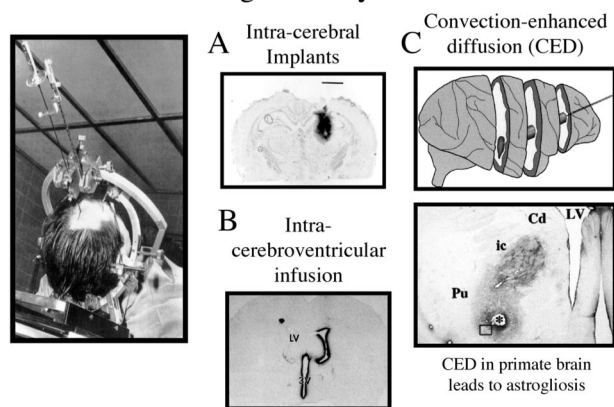 A
Intra-cerebral
Implants
B
Intra-
cerebroventricular
infusion
LV
3V
C
Convection-enhanced
diffusion (CED)
Cd
LV
ic
Pu
*
CED in primate brain
leads to astrogliosis